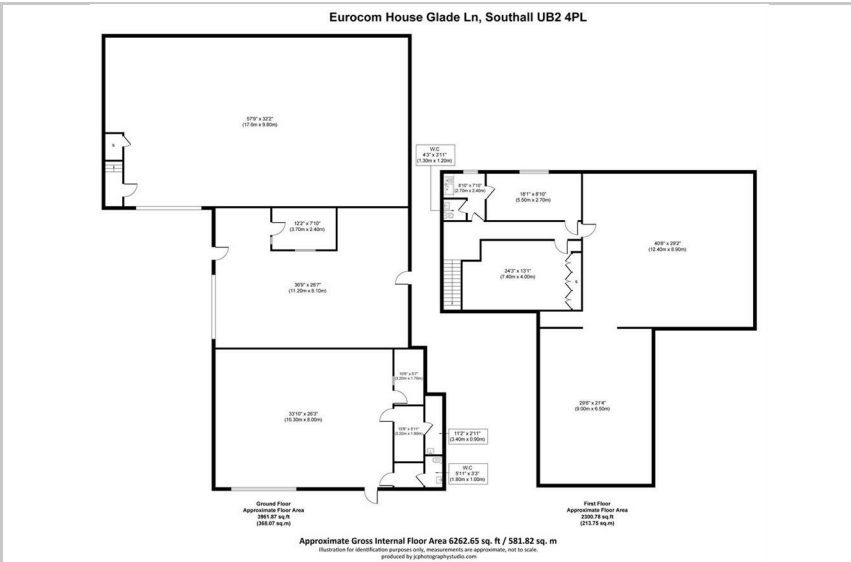 Eurocom House Glade Ln, Southall UB2 4PL
57'9" x 32'2"
(17.6m x 9.80m)
S
W.C
4'3" x 3'11"
(1.30m x 1.20m)
8'10" x 7'10"
(2.70m x 2.40m)
18'1" x 8'10"
(5.50m x 2.70m)
12'2" x 7'10"
(3.70m x 2.40m)
40'8" x 29'2"
(12.40m x 8.90m)
36'9" x 26'7"
(11.20m x 8.10m)
24'3" x 13'1"
(7.40m x 4.00m)
S
33'10" x 26'3"
(10.30m x 8.00m)
29'6" x 21'4"
(9.00m x 6.50m)
11'2" x 2'11"
(3.40m x 0.90m)
W.C
5'11" x 3'3"
(1.80m x 1.00m)
Ground Floor
Approximate Floor Area
3961.87 sq.ft
(368.07 sq.m)
First Floor
Approximate Floor Area
2300.78 sq.ft
(213.75 sq.m)
Approximate Gross Internal Floor Area 6262.65 sq. ft / 581.82 sq. m
Illustration for identification purposes only, measurements are approximate, not to scale.
produced by jcphotographystudio.com